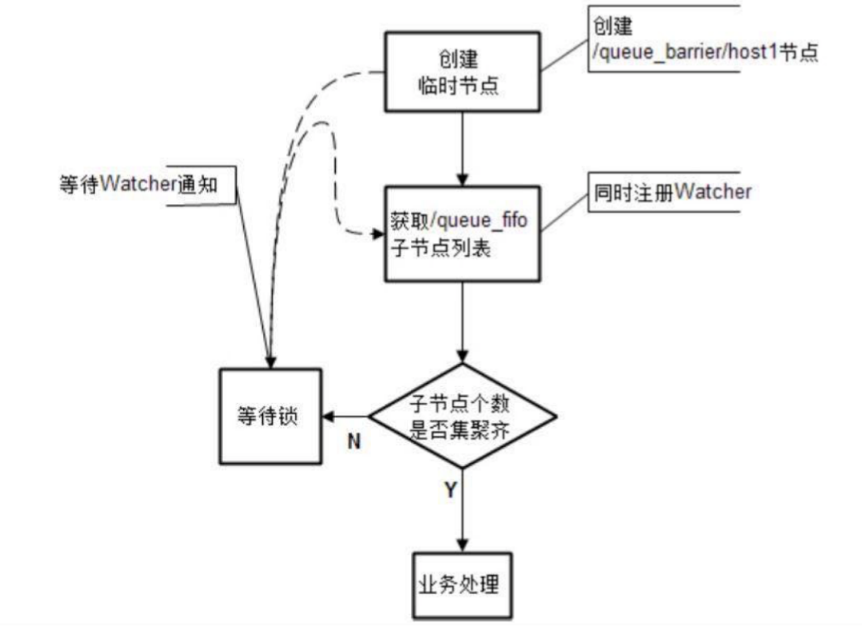 创建
临时节点
创建
/queue_barrier/host1节点
等待Watcher通知
获取/queue_fifo
子节点列表
同时注册Watcher
子节点个数
是否集聚齐
等待锁
N
Y
业务处理